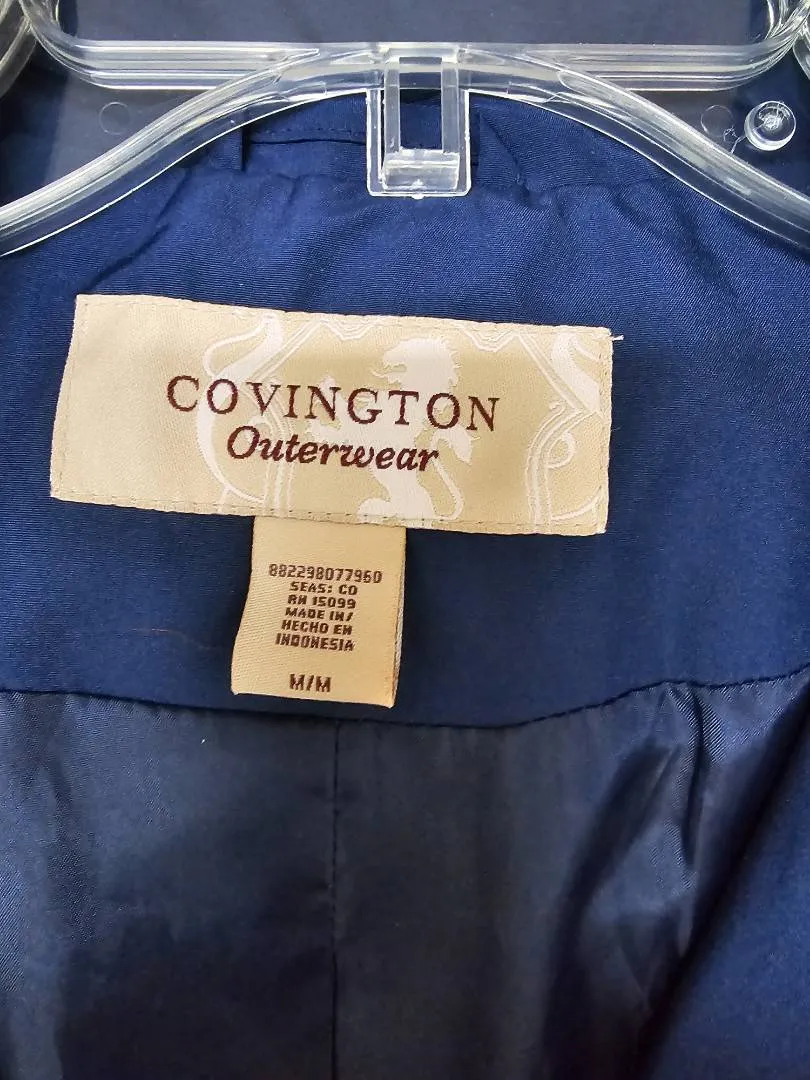 COVINGTON
Outerwear
882298077960
SEAS: CO
RN 15099
MADE IN/
HECHO EN
INDONESIA
M/M